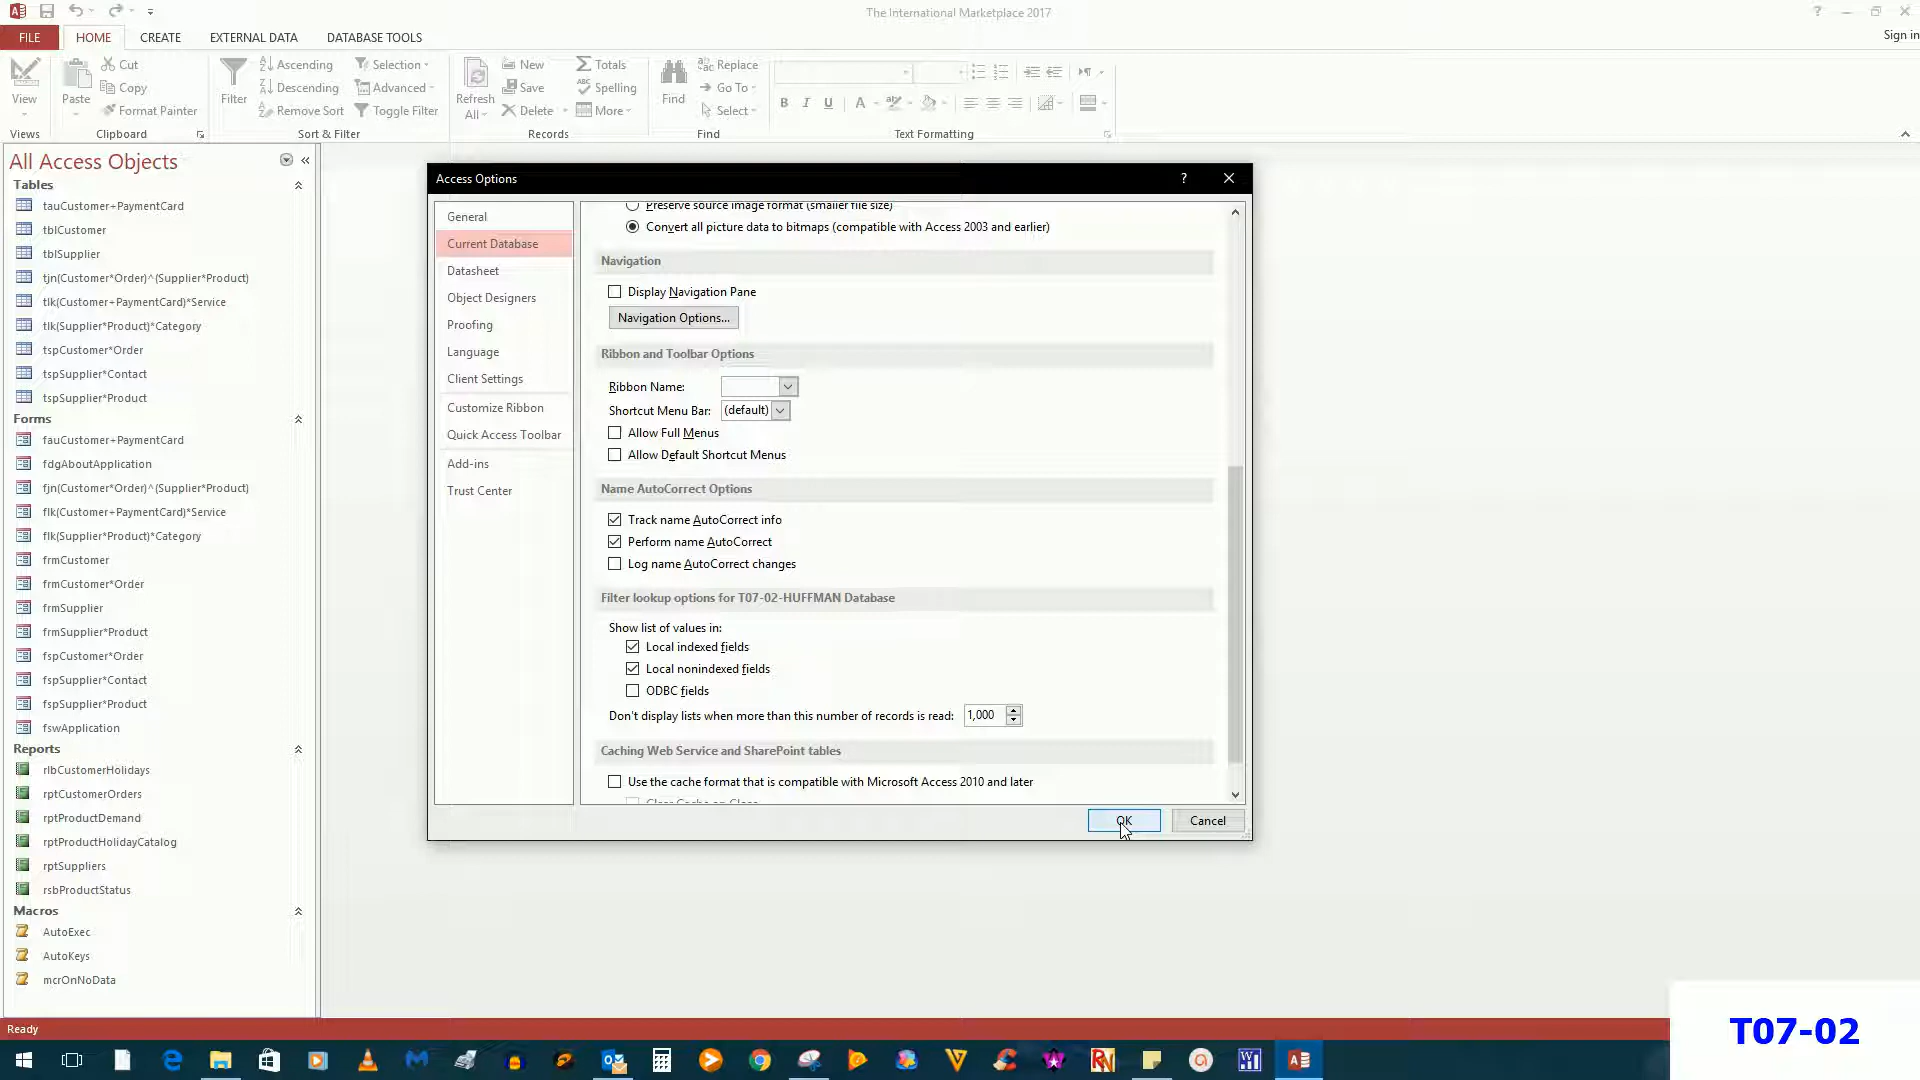 The International Marketplace 2017
Sign in
FILE
HOME
CREATE
EXTERNAL DATA
DATABASE TOOLS
View
Views
Paste
Cut
Copy
Format Painter
Clipboard
Filter
Ascending
Descending
Remove Sort
Selection
Advanced
Toggle Filter
Sort & Filter
Refresh
All
New
Save
Delete
Totals
Spelling
More
Records
Find
Replace
Go To
Select
Find
B I U
A
Text Formatting
All Access Objects
Tables
tauCustomer+PaymentCard
tblCustomer
tblSupplier
tjn(Customer*Order)^(Supplier*Product)
tlk(Customer+PaymentCard)*Service
tlk(Supplier*Product)*Category
tspCustomer*Order
tspSupplier*Contact
tspSupplier*Product
Forms
fauCustomer+PaymentCard
fdgAboutApplication
fjn(Customer*Order)^(Supplier*Product)
flk(Customer+PaymentCard)*Service
flk(Supplier*Product)*Category
frmCustomer
frmCustomer*Order
frmSupplier
frmSupplier*Product
fspCustomer*Order
fspSupplier*Contact
fspSupplier*Product
fswApplication
Reports
rlbCustomerHolidays
rptCustomerOrders
rptProductDemand
rptProductHolidayCatalog
rptSuppliers
rsbProductStatus
Macros
AutoExec
AutoKeys
mcrOnNoData
Access Options
General
Current Database
Datasheet
Object Designers
Proofing
Language
Client Settings
Customize Ribbon
Quick Access Toolbar
Add-ins
Trust Center
Preserve source image format (smaller file size)
Convert all picture data to bitmaps (compatible with Access 2003 and earlier)
Navigation
Display Navigation Pane
Navigation Options...
Ribbon and Toolbar Options
Ribbon Name:
Shortcut Menu Bar: (default)
Allow Full Menus
Allow Default Shortcut Menus
Name AutoCorrect Options
Track name AutoCorrect info
Perform name AutoCorrect
Log name AutoCorrect changes
Filter lookup options for T07-02-HUFFMAN Database
Show list of values in:
Local indexed fields
Local nonindexed fields
ODBC fields
Don't display lists when more than this number of records is read: 1,000
Caching Web Service and SharePoint tables
Use the cache format that is compatible with Microsoft Access 2010 and later
Clear Cache on Close
OK
Cancel
Ready
T07-02